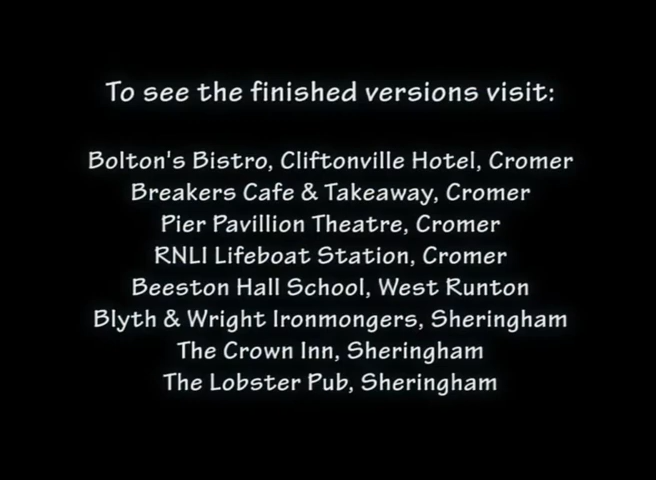 To see the finished versions visit:
Bolton's Bistro, Cliftonville Hotel, Cromer
Breakers Cafe & Takeaway, Cromer
Pier Pavillion Theatre, Cromer
RNLI Lifeboat Station, Cromer
Beeston Hall School, West Runton
Blyth & Wright Ironmongers, Sheringham
The Crown Inn, Sheringham
The Lobster Pub, Sheringham